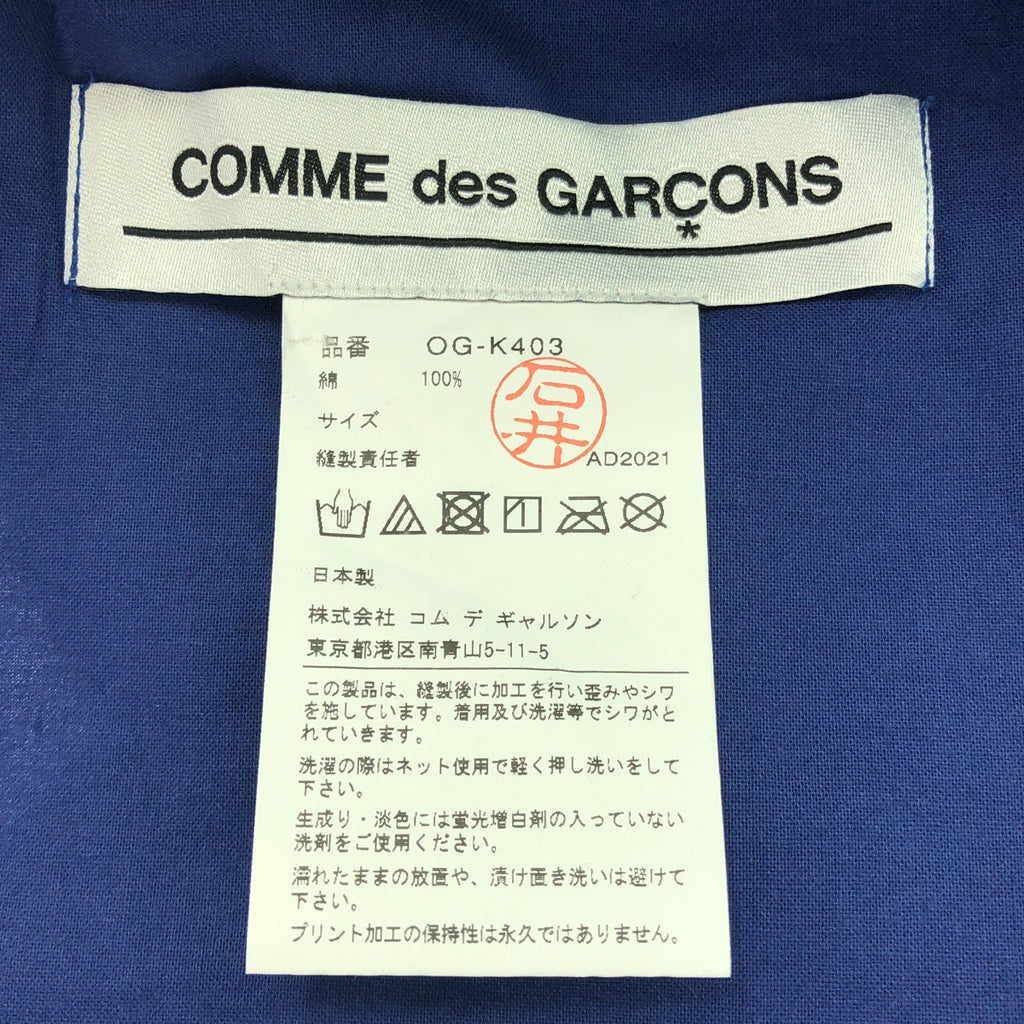 COMME des GARÇONS
*
品番 OG-K403
綿 100%
サイズ
石井
縫製責任者 AD2021
日本製
株式会社 コム デ ギャルソン
東京都港区南青山5-11-5
この製品は、縫製後に加工を行い歪みやシワ
を施しています。着用及び洗濯等でシワがと
れていきます。
洗濯の際はネット使用で軽く押し洗いをして
下さい。
生成り・淡色には蛍光増白剤の入っていない
洗剤をご使用ください。
濡れたままの放置や、漬け置き洗いは避けて
下さい。
プリント加工の保持性は永久ではありません。